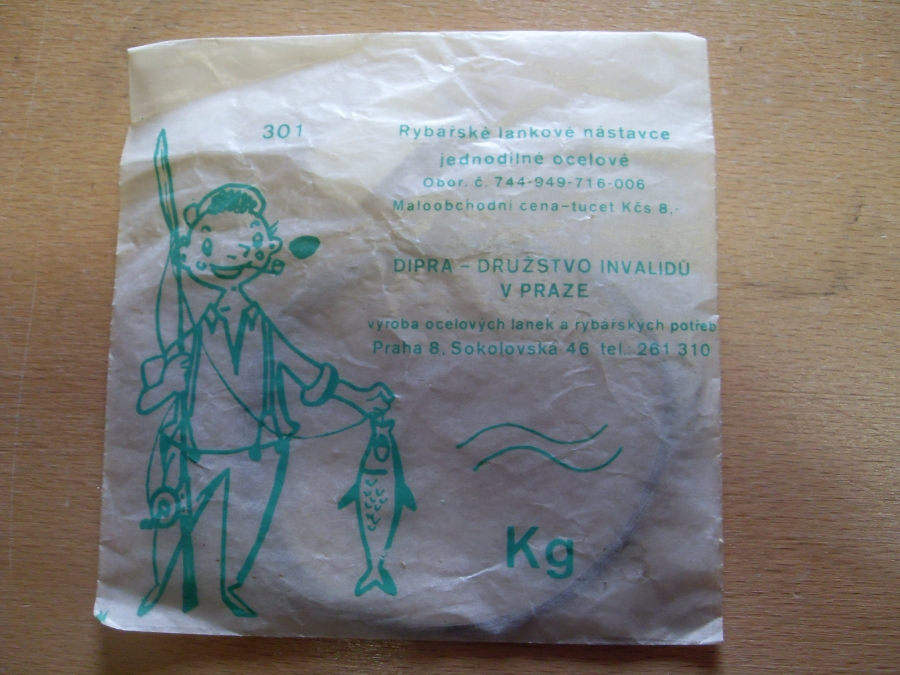 301
Rybářské lankové nástavce
jednodílné ocelové
Obor. č. 744-949-716-006
Maloobchodní cena-tucet Kčs 8,-
DIPRA - DRUŽSTVO INVALIDŮ
V PRAZE
výroba ocelových lanek a rybářských potřeb
Praha 8, Sokolovská 46 tel.: 261 310
Kg